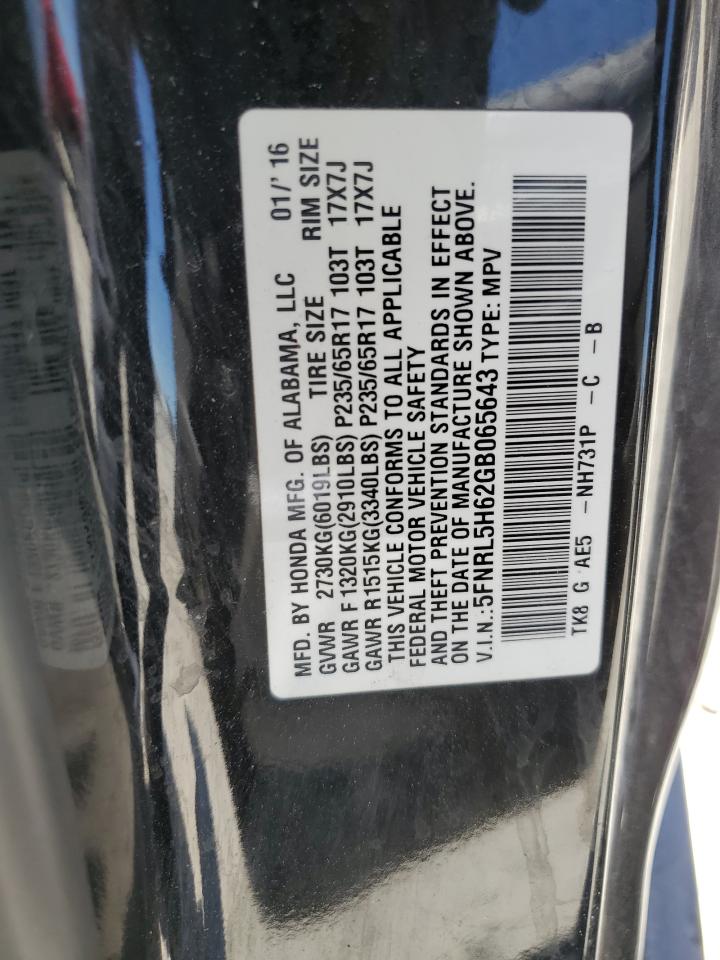 MFD. BY HONDA MFG. OF ALABAMA, LLC 01/'16
GVWR 2730KG(6019LBS) TIRE SIZE RIM SIZE
GAWR F 1320KG(2910LBS) P235/65R17 103T 17X7J
GAWR R1515KG(3340LBS) P235/65R17 103T 17X7J
THIS VEHICLE CONFORMS TO ALL APPLICABLE
FEDERAL MOTOR VEHICLE SAFETY
AND THEFT PREVENTION STANDARDS IN EFFECT
ON THE DATE OF MANUFACTURE SHOWN ABOVE.
V.I.N.:5FNRL5H62GB065643 TYPE: MPV
TK8 G AE5 -NH731P -C -B